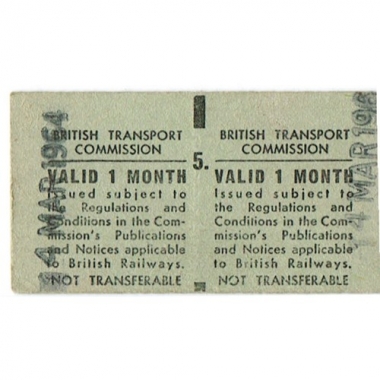 BRITISH TRANSPORT
COMMISSION
VALID 1 MONTH
Issued subject to
the Regulations and
Conditions in the Com-
mission's Publications
and Notices applicable
to British Railways.
NOT TRANSFERABLE
5.
BRITISH TRANSPORT
COMMISSION
VALID 1 MONTH
Issued subject to
the Regulations and
Conditions in the Com-
mission's Publications
and Notices applicable
to British Railways.
NOT TRANSFERABLE
4 MAR 1964
4 MAR 196